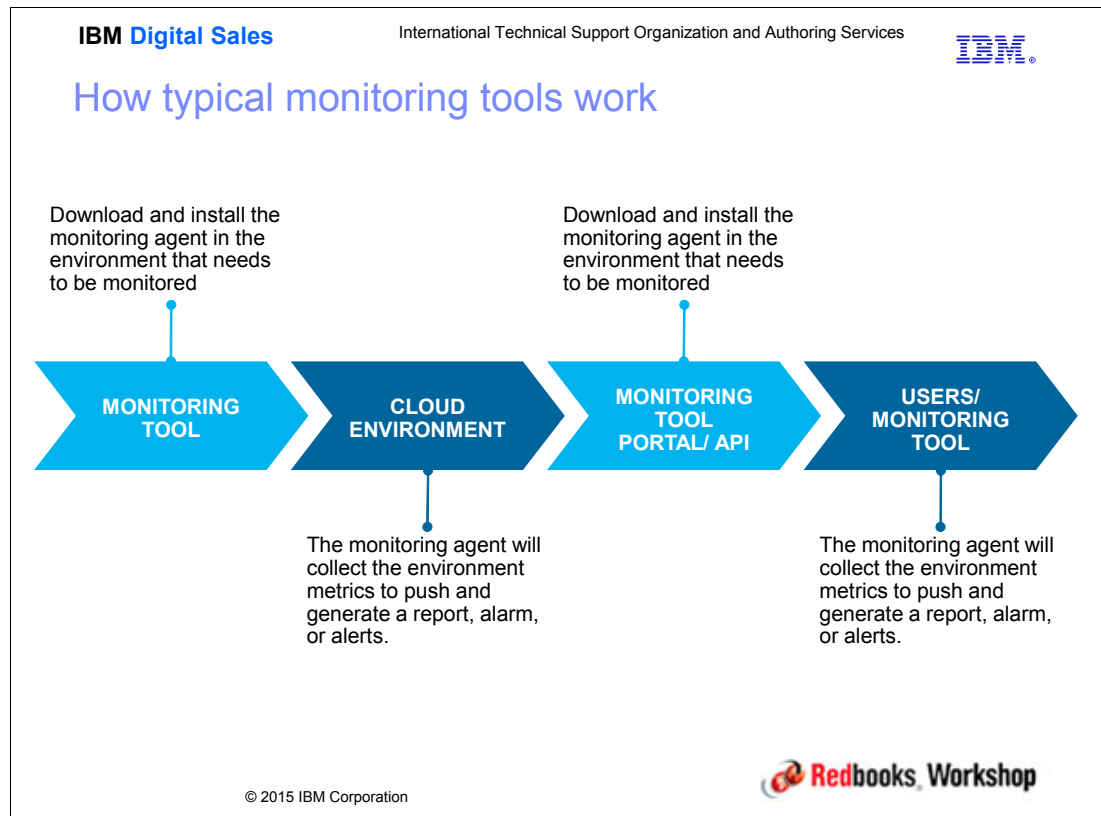 IBM Digital Sales
International Technical Support Organization and Authoring Services
IBM®
How typical monitoring tools work
Download and install the
monitoring agent in the
environment that needs
to be monitored
Download and install the
monitoring agent in the
environment that needs
to be monitored
MONITORING
TOOL
CLOUD
ENVIRONMENT
MONITORING
TOOL
PORTAL/ API
USERS/
MONITORING
TOOL
The monitoring agent will
collect the environment
metrics to push and
generate a report, alarm,
or alerts.
The monitoring agent will
collect the environment
metrics to push and
generate a report, alarm,
or alerts.
© 2015 IBM Corporation
Redbooks Workshop